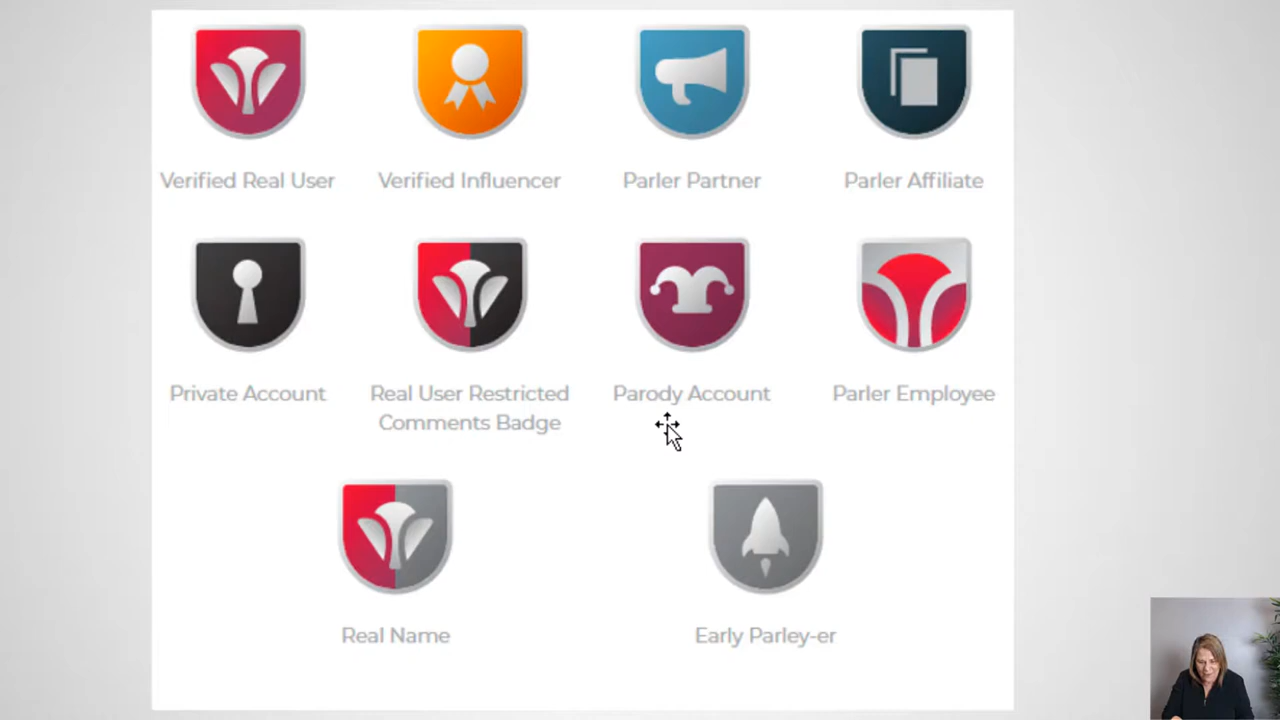 Verified Real User
Verified Influencer
Parler Partner
Parler Affiliate
Private Account
Real User Restricted
Comments Badge
Parody Account
Parler Employee
Real Name
Early Parley-er